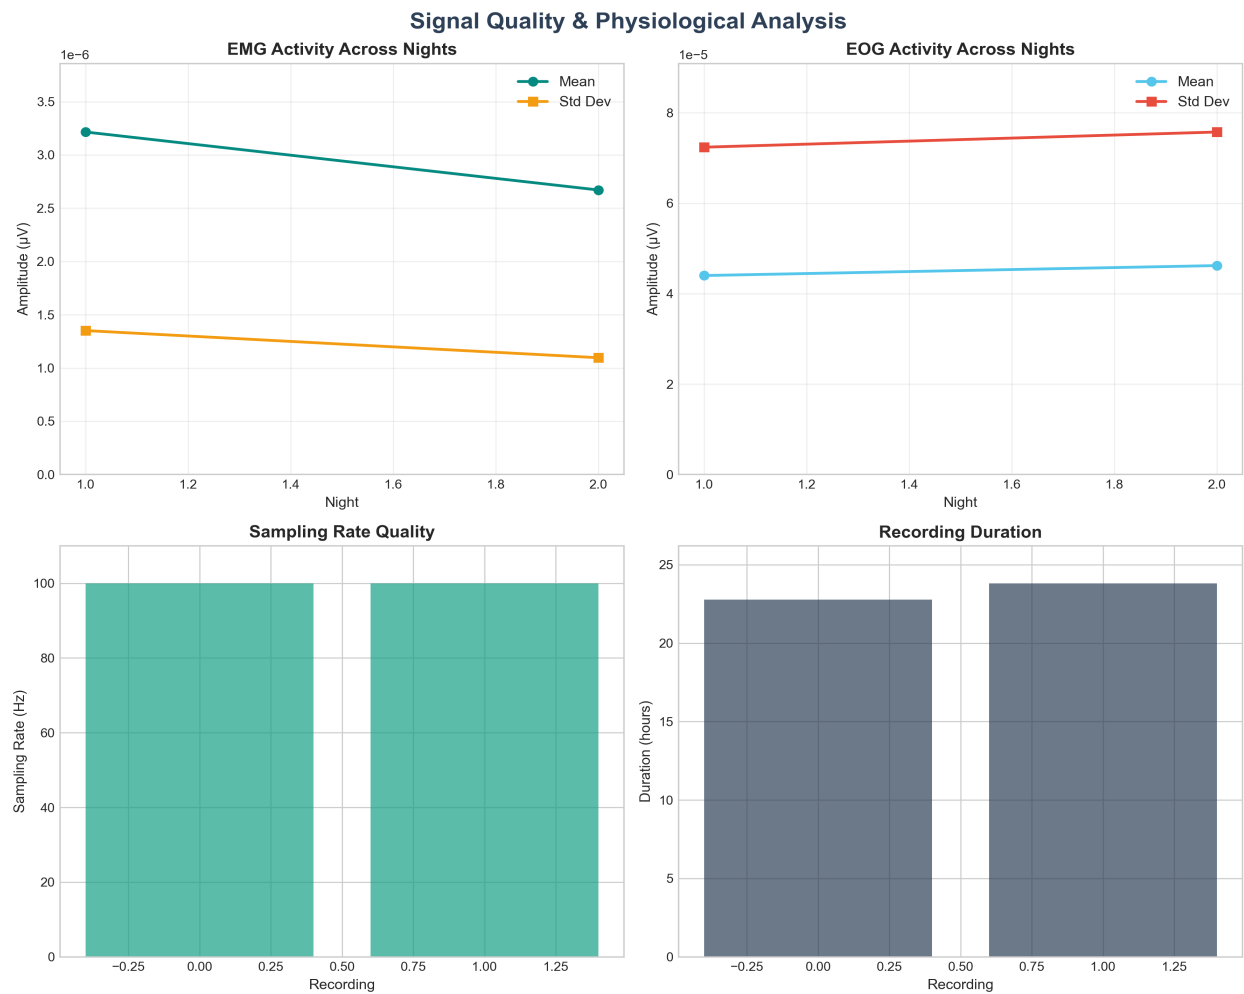 Signal Quality & Physiological Analysis
EMG Activity Across Nights
1e−6
Mean
Std Dev
3.5
3.0
2.5
2.0
1.5
1.0
0.5
0.0
Amplitude (µV)
1.0 1.2 1.4 1.6 1.8 2.0
Night
EOG Activity Across Nights
1e−5
Mean
Std Dev
8
6
4
2
0
Amplitude (µV)
1.0 1.2 1.4 1.6 1.8 2.0
Night
Sampling Rate Quality
100
80
60
40
20
0
Sampling Rate (Hz)
−0.25 0.00 0.25 0.50 0.75 1.00 1.25
Recording
Recording Duration
25
20
15
10
5
0
Duration (hours)
−0.25 0.00 0.25 0.50 0.75 1.00 1.25
Recording